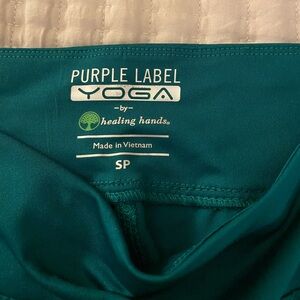 PURPLE LABEL
YOGA
-by-
healing hands®
Made in Vietnam
SP